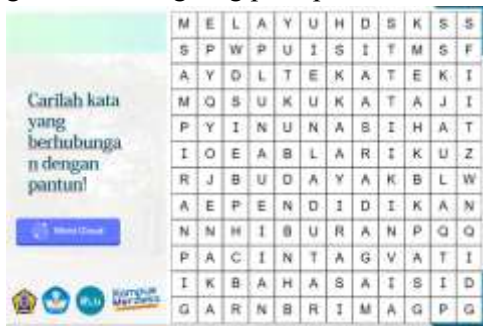 Carilah kata
yang
berhubunga
n dengan
pantun!
M E L A Y U H D S K S S
S P W P U I S I T M S F
A Y D L T E K A T E K I
M Q S U K U K A T A J I
P Y I N U N A S I H A T
I O E A B L A R I K U Z
R J B U D A Y A K B L W
A E P E N D I D I K A N
N N H I B U R A N P Q Q
P A C I N T A G V A T I
I K B A H A S A I S I D
G A R N B R I M A G P G
Kampus
Merdeka